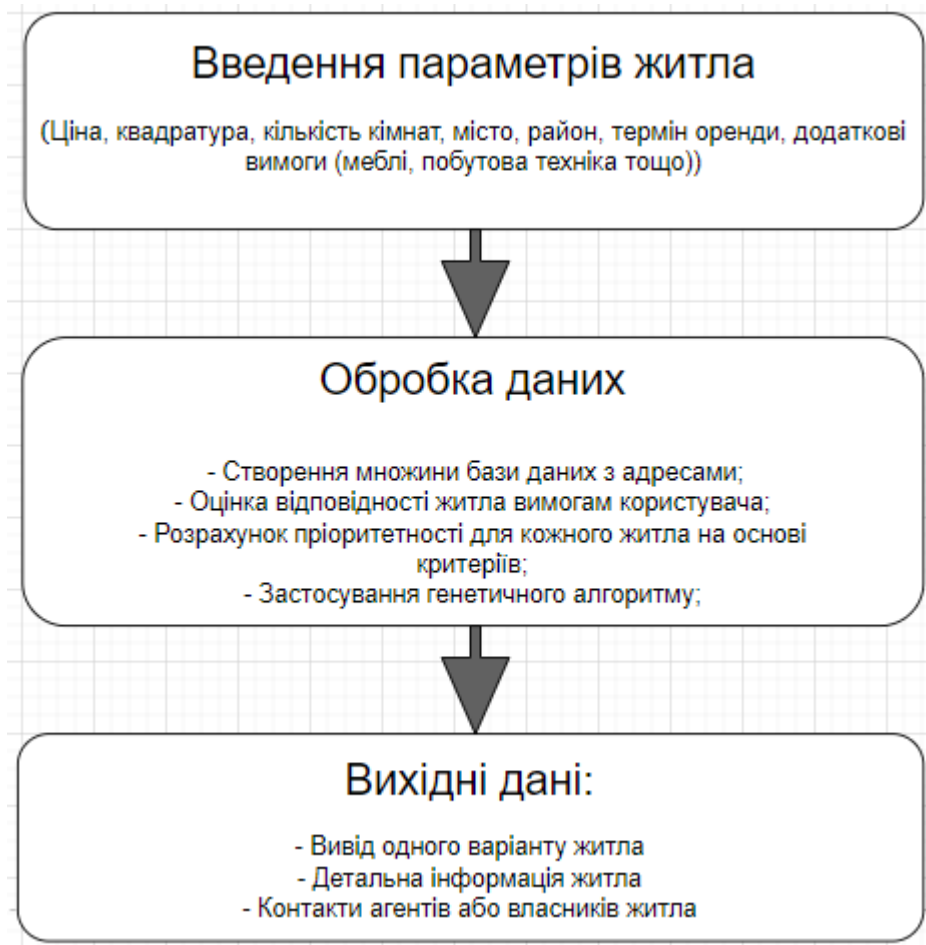 Введення параметрів житла
(Ціна, квадратура, кількість кімнат, місто, район, термін оренди, додаткові
вимоги (меблі, побутова техніка тощо))
Обробка даних
- Створення множини бази даних з адресами;
- Оцінка відповідності житла вимогам користувача;
- Розрахунок пріоритетності для кожного житла на основі
критеріїв;
- Застосування генетичного алгоритму;
Вихідні дані:
- Вивід одного варіанту житла
- Детальна інформація житла
- Контакти агентів або власників житла